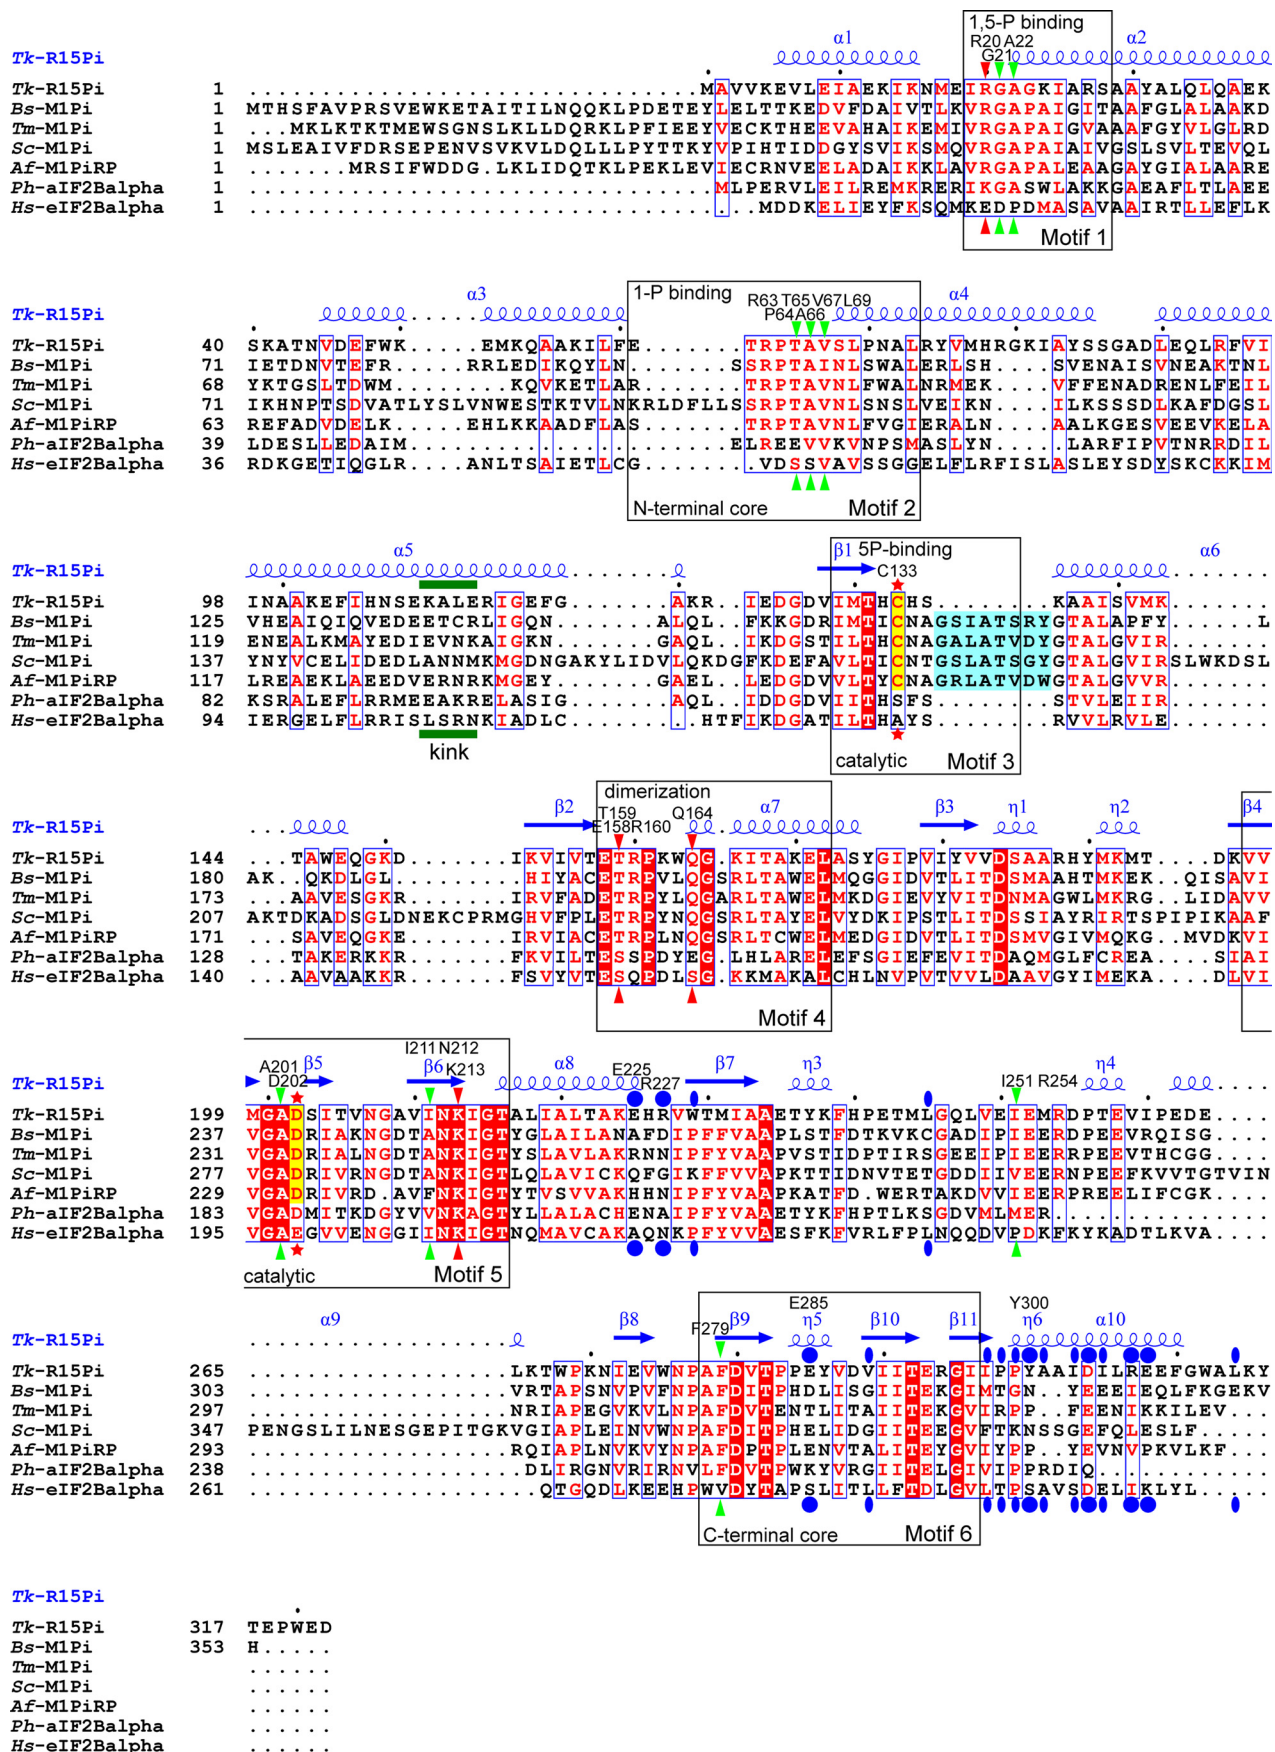 1,5-P binding
α1 R20 A22 α2
Tk-R15Pi G21
Tk-R15Pi 1 ................................MAVVKEVLEIAEKIKNMEIRGAGKIARSAAYALQLQAEK
Bs-M1Pi 1 MTHSFAVPRSVEWKETAITILNQQKLPDETEYLELTTKEDVFDAIVTLKVRGAPAIGITAAFGLALAAKD
Tm-M1Pi 1 ...MKLKTKTMEWSGNSLKLLDQRKLPFIEEYVECKTHEEVAHAIKEMIVRGAPAIGVAAAFGYVLGLRD
Sc-M1Pi 1 MSLEAIVFDRSEPENVSVKVLDQLLLPYTTKYVPIHTIDDGYSVIKSMQVRGAPAIAIVGSLSVLTEVQL
Af-M1PiRP 1 .......MRSIFWDDG.LKLIDQTKLPEKLEVIECRNVEELADAIKKLAVRGAPALEAAGAYGIALAARE
Ph-aIF2Balpha 1 ................................MLPERVLEILREMKRERIKGASWLAKKGAEAFLTLAEE
Hs-eIF2Balpha 1 ...................................MDDKELIEYFKSQMKEDPDMASAVAAIRTLLEFLK
Motif 1
1-P binding
α3 R63 T65 V67 L69 α4
Tk-R15Pi P64 A66
Tk-R15Pi 40 SKATNVDEFWK.....EMKQAAKILFE........TRPTAVSLPNALRYVMHRGKIAYSSGADLEQLRFVI
Bs-M1Pi 71 IETDNVTEFR......RRLEDIKQYLN.......SSRPTAINLSWALERLSH....SVENAISVNEAKTNL
Tm-M1Pi 68 YKTGSLTDWM.........KQVKETLAR.........TRPTAVNLFWALNRMEK.....VFFENADRENLFEIL
Sc-M1Pi 71 IKHNPTSDVATLYSLVNWESTKTVLNKRLDFLLSSRPTAVNLSNSLVEIKN....ILKSSSDLKAFDGSL
Af-M1PiRP 63 REFADVDELK......EHLKKAADFLAS.........TRPTAVNLFVGIERALN....AALKGESVEEVKELA
Ph-aIF2Balpha 39 LDESLLEDAIM.......................ELREEVVKVNPSMASLYN....LARFIPVTNRRDIL
Hs-eIF2Balpha 36 RDKGETIQGLR.....ANLTSAIETLCG........VDSSVAVSSGGELFLRFISLASLEYSDYSKCKKIM
N-terminal core Motif 2
α5 β1 5P-binding α6
Tk-R15Pi C133
Tk-R15Pi 98 INAAKEFIHNSEKALERIGEFG.......AKR..IEDGDVIMTHCHS........KAAISVMK......
Bs-M1Pi 125 VHEAIQIQVEDEETCRLIGQN........ALQL..FKKGDRIMTICNAGSIATSRYGTALAPFY.....L
Tm-M1Pi 119 ENEALKMAYEDIEVNKAIGKN........GAQL..IKDGSTILTHCNAGALATVDYGTALGVIR......
Sc-M1Pi 137 YNYVCELIDEDLANNMKMGDNGAKYLIDVLQKDGFKDEFAVLTICNTGSLATSGYGTALGVIRSLWKDSL
Af-M1PiRP 117 LREAEKLAEEDVERNRKMGEY........GAEL..LEDGDVVLTYCNAGRLATVDWGTALGVVR......
Ph-aIF2Balpha 82 KSRALEFLRRMEEAKRELASIG.......AQL..IDDGDVIITHSFS........STVLEIIR......
Hs-eIF2Balpha 94 IERGELFLRRISLSRNKIADLC.......HTFIKDGATILTHAYS........RVVLRVLE......
kink catalytic Motif 3
dimerization
β2 T159 Q164 α7 β3 η1 η2 β4
Tk-R15Pi E158 R160
Tk-R15Pi 144 ...TAWEQGKD.......IKVIVTETRPKWQG.KITAKELASYGIPVIYVVDSAARHYMKMT...DKVV
Bs-M1Pi 180 AK..QKDLGL........HIYACETRPVLQGSRLTAWELMQGGIDVTLITDSMAAHTMKEK..QISAVI
Tm-M1Pi 173 ...AAVESGKR.......IRVFADETRPYLQGARLTAWELMKDGIEVYVITDNMAGWLMKRG..LIDAVV
Sc-M1Pi 207 AKTDKADSGLDNEKCPRMGHVFPLETRPYNQGSRLTAYELVYDKIPSTLITDSSIAYRIRTSPIPIKAAF
Af-M1PiRP 171 ...SAVEQGKE.......IRVIACETRPLNQGSRLTCWELMEDGIDVTLITDSMVGIVMQKG..MVDKVI
Ph-aIF2Balpha 128 ...TAKERKKR.......FKVILTESSPDYEG.LHLARELEFSGIEFEVITDAQMGLFCREA...SIAI
Hs-eIF2Balpha 140 ...AAVAAKKR.......FSVYVTESQPDLSG.KKMAKALCHLNVPVTVVLDAAVGYIMEKA...DLVI
Motif 4
I211 N212
A201 β5 β6 K213 α8 E225 β7 η3 η4
Tk-R15Pi D202 R227 I251 R254
Tk-R15Pi 199 MGADSITVNGAVINKIGTALIALTAKEHRVWTMIAAETYKFHPETMLGQLVEIEMRDPTEVIPEDE....
Bs-M1Pi 237 VGADRIAKNGDTANKIGTYGLAILANAFDIPFFVAAPLSTFDTKVKCGADIPIEERDPEEVRQISG....
Tm-M1Pi 231 VGADRIALNGDTANKIGTYSLAVLAKRNNIPFYVAAPVSTIDPTIRSGEEIPIEERRPEEVTHCGG....
Sc-M1Pi 277 VGADRIVRNGDTANKIGTLQLAVICKQFGIKFFVVAPKTTIDNVTETGDDIIVEERNPEEFKVVTGTVIN
Af-M1PiRP 229 VGADRIVRD.AVFNKIGTYTVSVVAKHHNIPFYVAAPKATFD.WERTAKDVVIEERPREELIFCGK....
Ph-aIF2Balpha 183 VGADMITKDGYVVNKAGTYLLALACHENAIPFYVAAETYKFHPTLKSGDVMLMER...............
Hs-eIF2Balpha 195 VGAEGVVENGGIINKIGTNQMAVCAKAQNKPFYVVAESFKFVRLFPLNQQDVPDKFKYKADTLKVA....
catalytic Motif 5
α9 β8 F279 β9 E285 η5 β10 β11 Y300 η6 α10
Tk-R15Pi
Tk-R15Pi 265 ..................LKTWPKNIEVWNPAFDVTPPEYVDVIITERGIIPPYAAIDILREEFGWALKY
Bs-M1Pi 303 ..................VRTAPSNVPVFNPAFDITPHDLISGIITEKGIMTGN..YEEEIEQLFKGEKV
Tm-M1Pi 297 ..................NRIAPEGVKVLNPAFDVTENTLITAIITEKGVIRPP..FEENIKKILEV...
Sc-M1Pi 347 PENGSLILNESGEPITGKVGIAPLEINVWNPAFDITPHELIDGIITKEGVFTKNSSGEFQLESLF.....
Af-M1PiRP 293 ..................RQIAPLNVKVYNPAFDPTPLENVTALITEYGVIYPP..YEVNVPKVLKF...
Ph-aIF2Balpha 238 ...................DLIRGNVRIRNVLFDVTPWKYVRGIITELGIVIPPRDIQ............
Hs-eIF2Balpha 261 ....................QTGQDLKEEHPWVDYTAPSLITLLFTDLGVLTPSAVSDELIKLYL.....
C-terminal core Motif 6
Tk-R15Pi
Tk-R15Pi 317 TEPWED
Bs-M1Pi 353 H.....
Tm-M1Pi ......
Sc-M1Pi ......
Af-M1PiRP ......
Ph-aIF2Balpha ......
Hs-eIF2Balpha ......